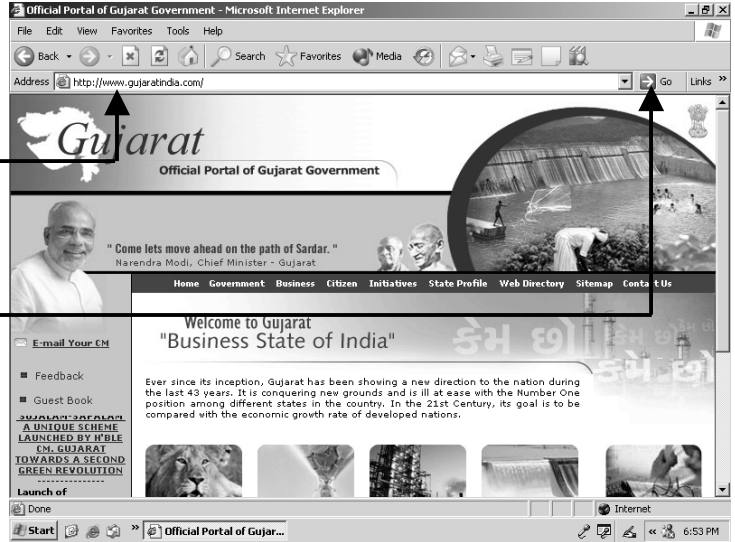 Official Portal of Gujarat Government - Microsoft Internet Explorer
File Edit View Favorites Tools Help
Back Search Favorites Media
Address http://www.gujaratindia.com/ Go Links »
Gujarat
Official Portal of Gujarat Government
" Come lets move ahead on the path of Sardar. "
Narendra Modi, Chief Minister - Gujarat
Home Government Business Citizen Initiatives State Profile Web Directory Sitemap Contact Us
Welcome to Gujarat
"Business State of India"
કેમ છો
કેમ છો
E-mail Your CM
Feedback
Guest Book
SUJALAM-SAFALAM
A UNIQUE SCHEME
LAUNCHED BY H'BLE
CM. GUJARAT
TOWARDS A SECOND
GREEN REVOLUTION
--------------
Launch of
Ever since its inception, Gujarat has been showing a new direction to the nation during
the last 43 years. It is conquering new grounds and is ill at ease with the Number One
position among different states in the country. In the 21st Century, its goal is to be
compared with the economic growth rate of developed nations.
Done Internet
Start » Official Portal of Gujar... « 6:53 PM